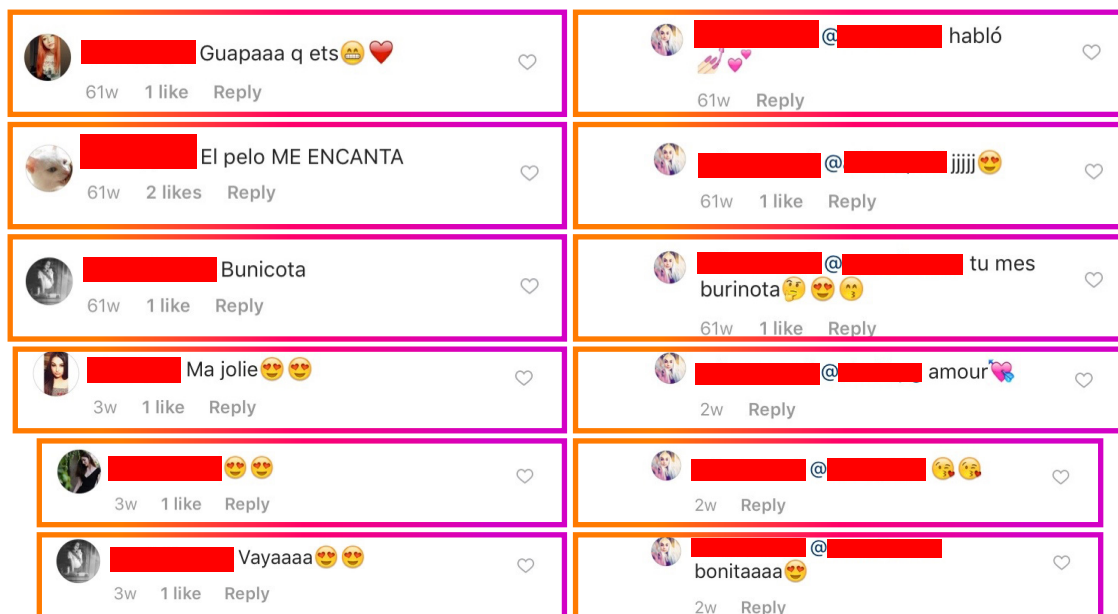 Guapaaa q ets😁❤️
61w 1 like Reply
@ habló
💅🏻💕
61w Reply
El pelo ME ENCANTA
61w 2 likes Reply
@ jjjjj😍
61w 1 like Reply
Bunicota
61w 1 like Reply
@ tu mes
burinota🤔😍😙
61w 1 like Reply
Ma jolie😍😍
3w 1 like Reply
@ amour💘
2w Reply
😍😍
3w 1 like Reply
@ 😘😘
2w Reply
Vayaaaa😍😍
3w 1 like Reply
@
bonitaaaa😍
2w Reply